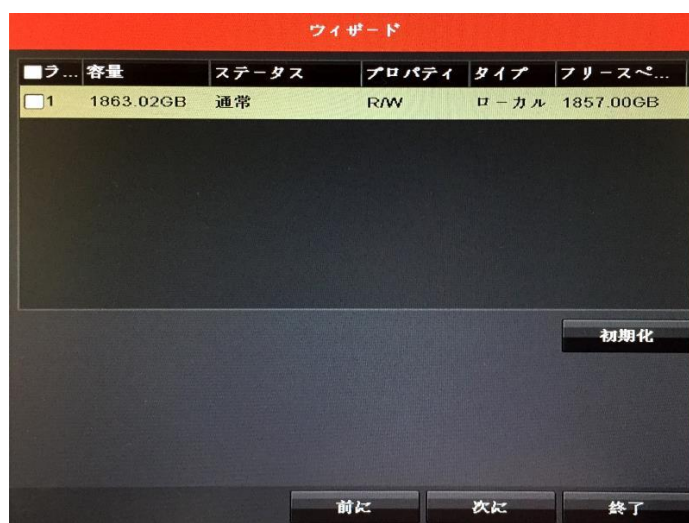 ウィザード
ラ... 容量 ステータス プロパティ タイプ フリースペ...
1 1863.02GB 通常 R/W ローカル 1857.00GB
初期化
前に 次に 終了